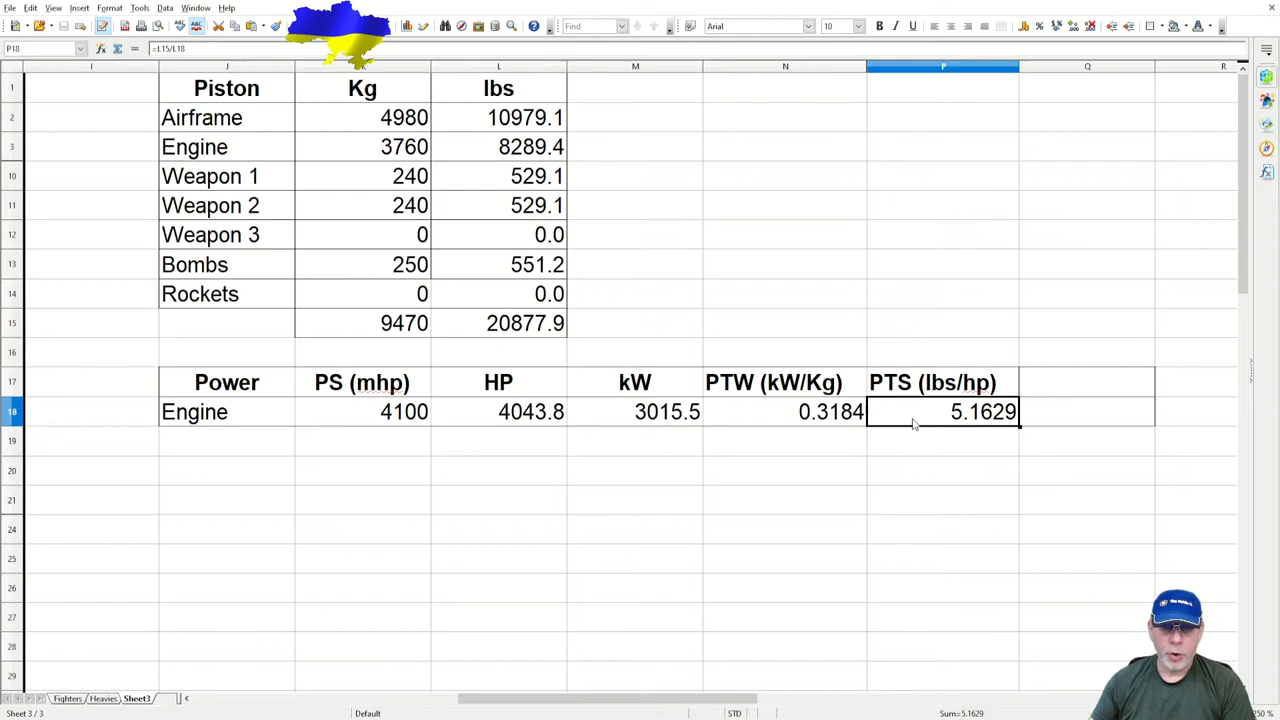 File Edit View Insert Format Styles Sheet Data Tools Window Help
Find Arial 10
P18 =L15/L18
I J L M N P Q R
1 Piston Kg lbs
2 Airframe 4980 10979.1
3 Engine 3760 8289.4
10 Weapon 1 240 529.1
11 Weapon 2 240 529.1
12 Weapon 3 0 0.0
13 Bombs 250 551.2
14 Rockets 0 0.0
15 9470 20877.9
16
17 Power PS (mhp) HP kW PTW (kW/Kg) PTS (lbs/hp)
18 Engine 4100 4043.8 3015.5 0.3184 5.1629
19
20
21
24
25
26
27
28
29
Fighters Heavies Sheet3
Sheet 3 / 3 Default STD Sum=5.1629 250 %